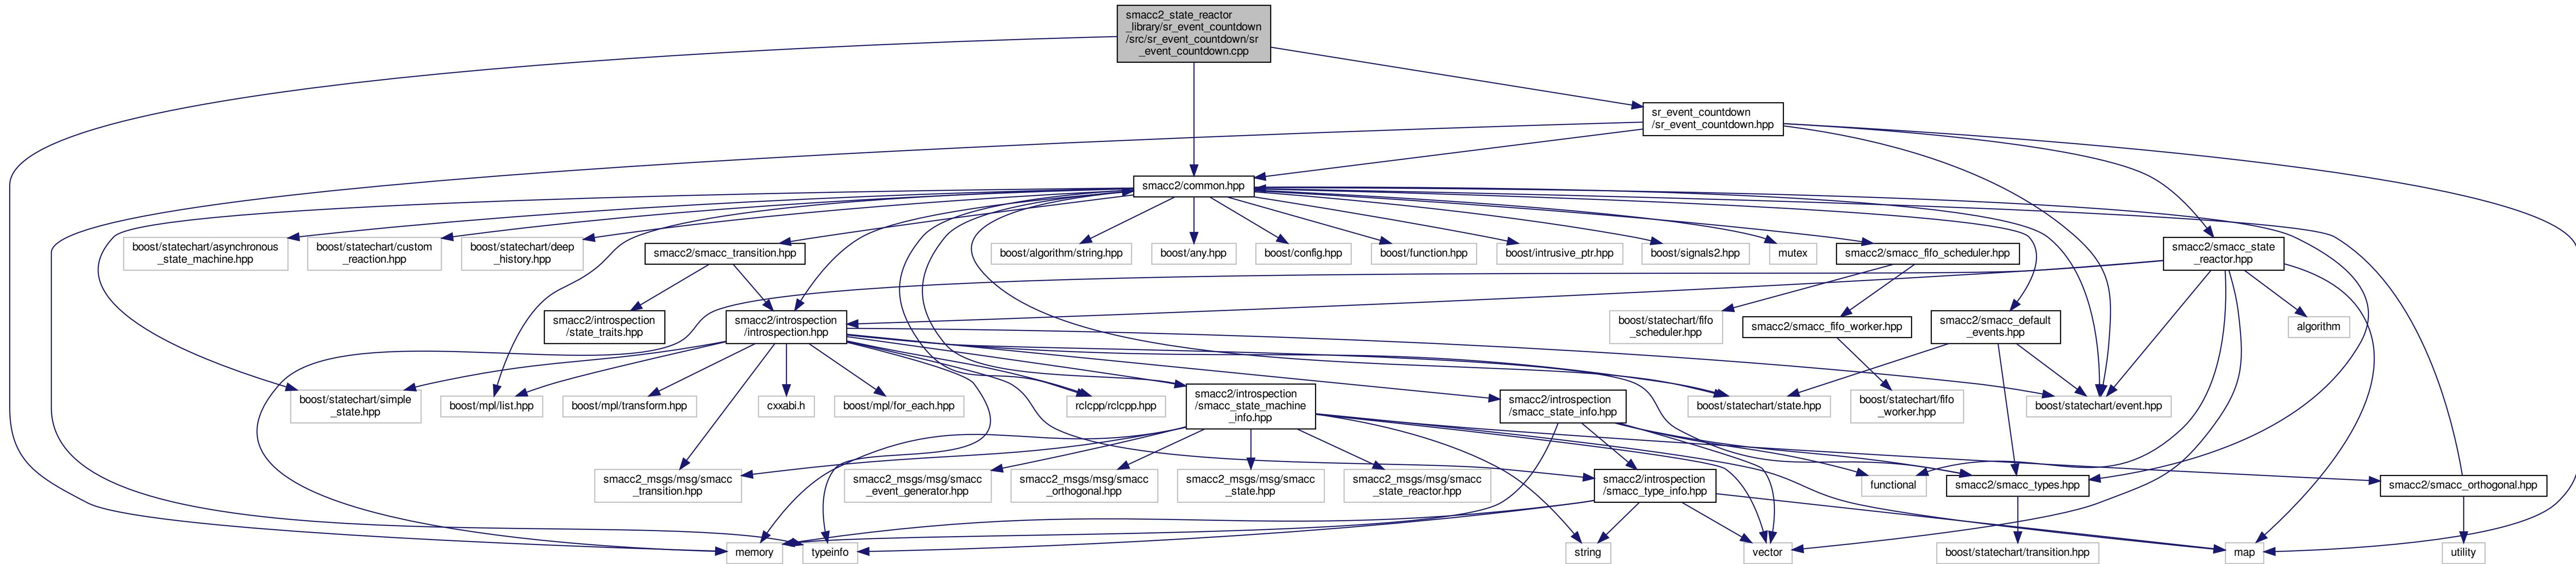 smacc2_state_reactor
_library/sr_event_countdown
/src/sr_event_countdown/sr
_event_countdown.cpp
sr_event_countdown
/sr_event_countdown.hpp
smacc2/common.hpp
boost/statechart/asynchronous
_state_machine.hpp
boost/statechart/custom
_reaction.hpp
boost/statechart/deep
_history.hpp
smacc2/smacc_transition.hpp
boost/algorithm/string.hpp
boost/any.hpp
boost/config.hpp
boost/function.hpp
boost/intrusive_ptr.hpp
boost/signals2.hpp
mutex
smacc2/smacc_fifo_scheduler.hpp
smacc2/smacc_state
_reactor.hpp
smacc2/introspection
/state_traits.hpp
smacc2/introspection
/introspection.hpp
boost/statechart/fifo
_scheduler.hpp
smacc2/smacc_fifo_worker.hpp
smacc2/smacc_default
_events.hpp
algorithm
boost/statechart/simple
_state.hpp
boost/mpl/list.hpp
boost/mpl/transform.hpp
cxxabi.h
boost/mpl/for_each.hpp
rclcpp/rclcpp.hpp
smacc2/introspection
/smacc_state_machine
_info.hpp
smacc2/introspection
/smacc_state_info.hpp
boost/statechart/state.hpp
boost/statechart/fifo
_worker.hpp
boost/statechart/event.hpp
smacc2_msgs/msg/smacc
_transition.hpp
smacc2_msgs/msg/smacc
_event_generator.hpp
smacc2_msgs/msg/smacc
_orthogonal.hpp
smacc2_msgs/msg/smacc
_state.hpp
smacc2_msgs/msg/smacc
_state_reactor.hpp
smacc2/introspection
/smacc_type_info.hpp
functional
smacc2/smacc_types.hpp
smacc2/smacc_orthogonal.hpp
memory
typeinfo
string
vector
boost/statechart/transition.hpp
map
utility